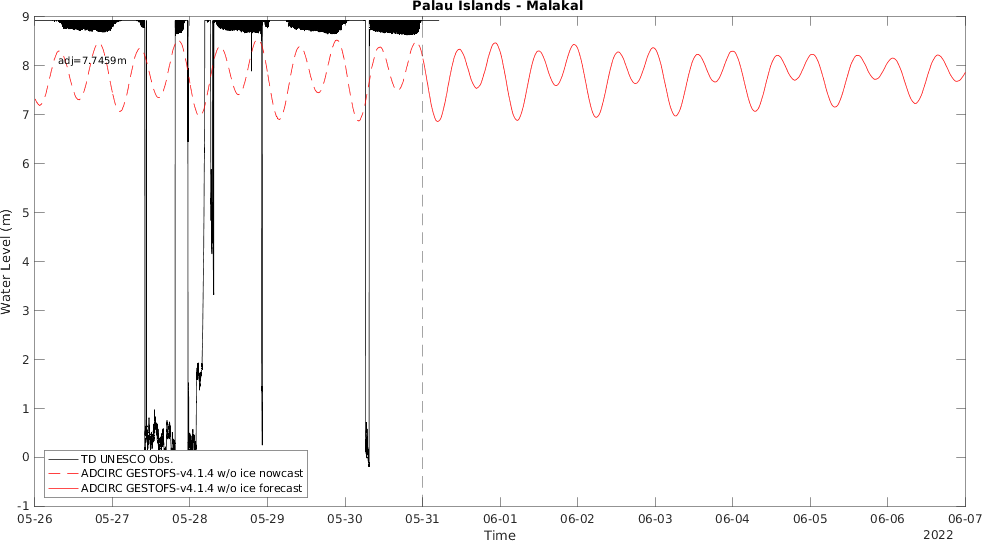 Palau Islands - Malakal
9
8
7
6
5
4
3
2
1
0
-1
Water Level (m)
adj=7.7459m
TD UNESCO Obs.
ADCIRC GESTOFS-v4.1.4 w/o ice nowcast
ADCIRC GESTOFS-v4.1.4 w/o ice forecast
05-26 05-27 05-28 05-29 05-30 05-31 06-01 06-02 06-03 06-04 06-05 06-06 06-07
Time
2022